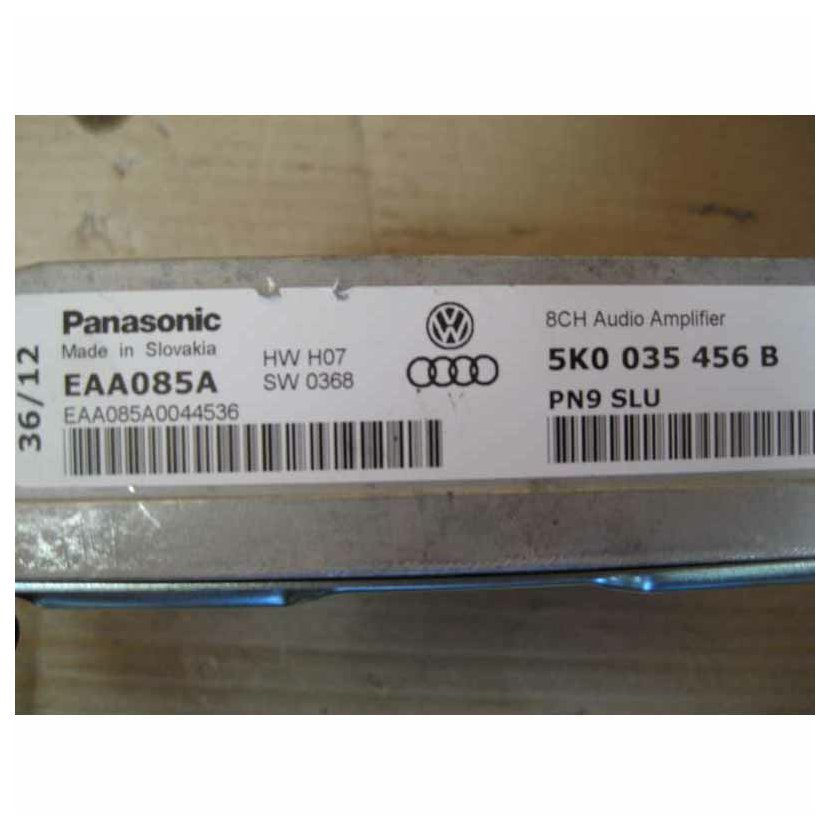 36/12
Panasonic
Made in Slovakia
EAA085A
EAA085A0044536
HW H07
SW 0368
8CH Audio Amplifier
5K0 035 456 B
PN9 SLU